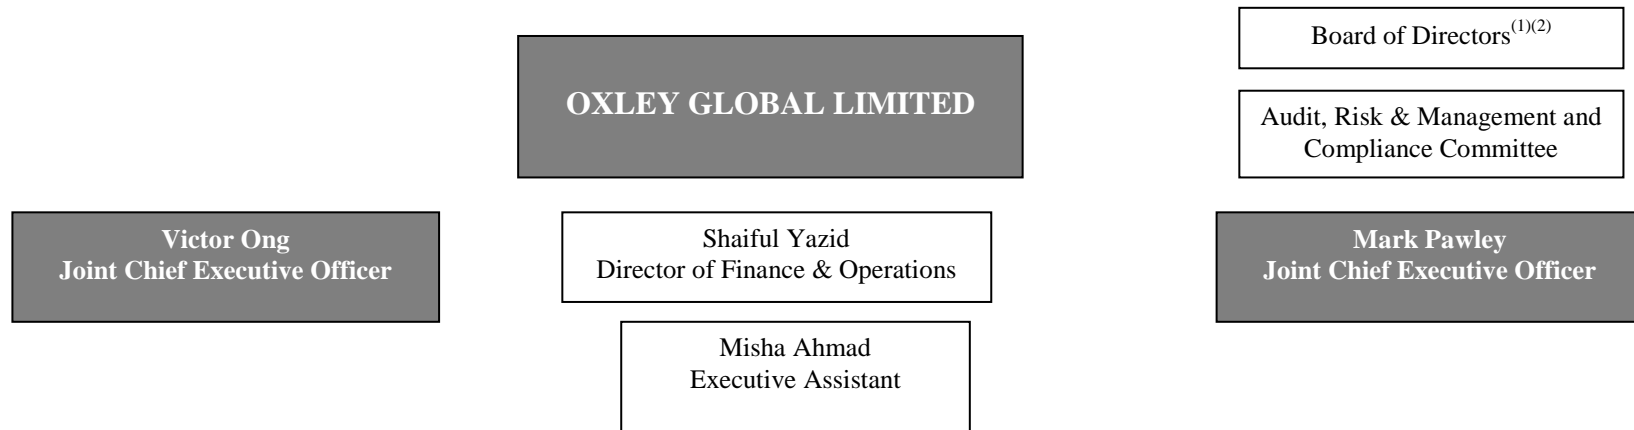 Board of Directors(1)(2)
OXLEY GLOBAL LIMITED
Audit, Risk & Management and
Compliance Committee
Victor Ong
Joint Chief Executive Officer
Shaiful Yazid
Director of Finance & Operations
Mark Pawley
Joint Chief Executive Officer
Misha Ahmad
Executive Assistant